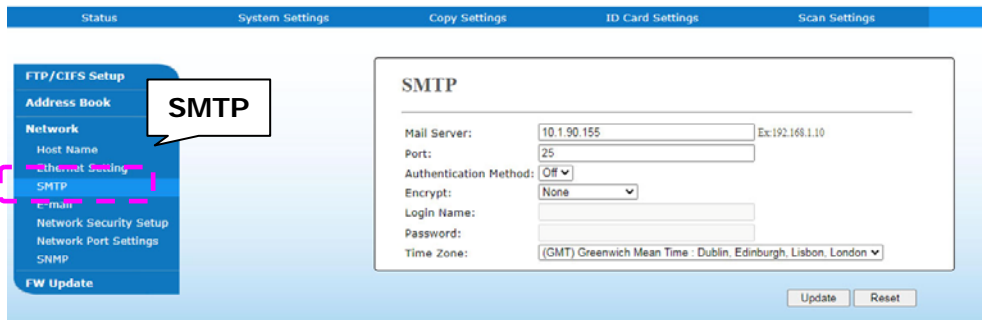 Status System Settings Copy Settings ID Card Settings Scan Settings
FTP/CIFS Setup
Address Book
Network
Host Name
Ethernet Setting
SMTP
E-mail
Network Security Setup
Network Port Settings
SNMP
FW Update
SMTP
SMTP
Mail Server: 10.1.90.155 Ex:192.168.1.10
Port: 25
Authentication Method: Off
Encrypt: None
Login Name:
Password:
Time Zone: (GMT) Greenwich Mean Time : Dublin, Edinburgh, Lisbon, London
Update Reset